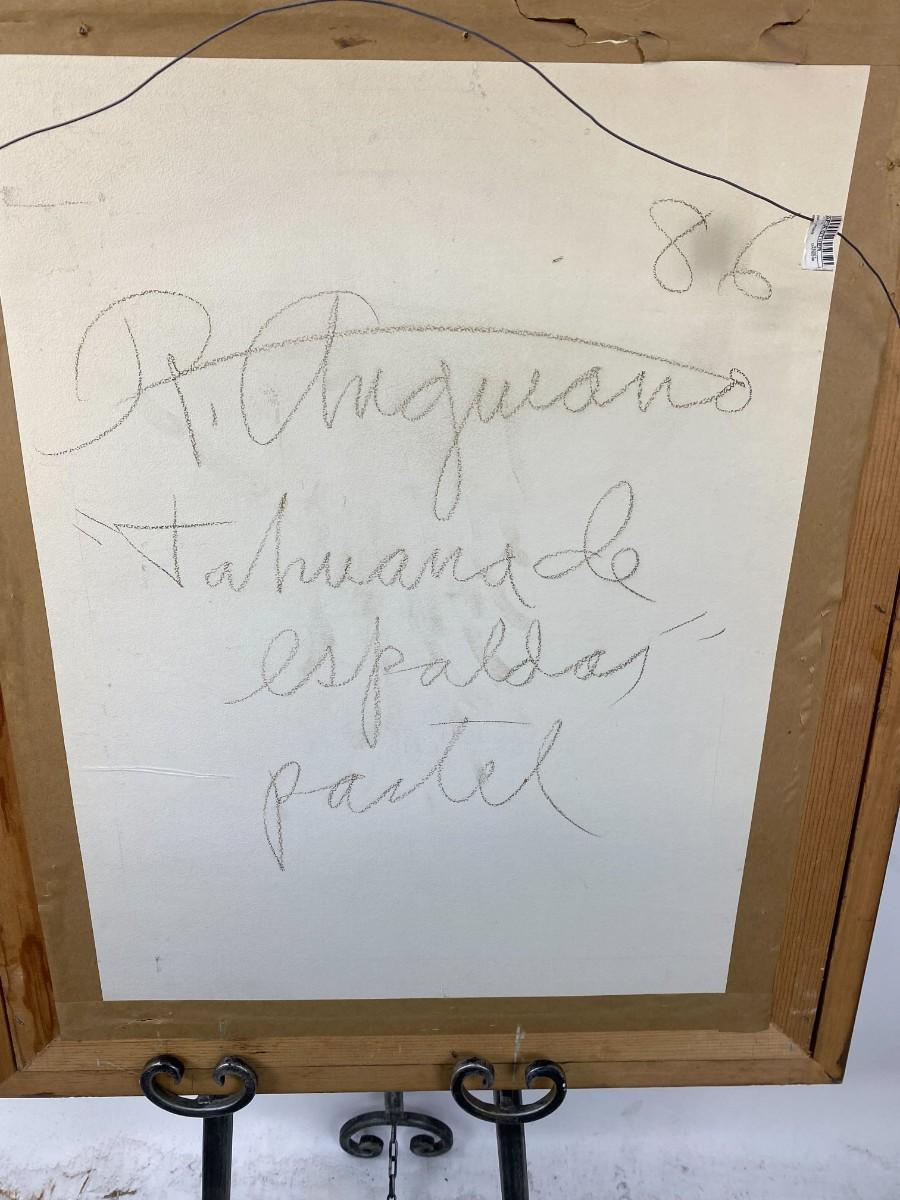 86
R. Anguiano
"Tahuana de
espaldas"
pastel